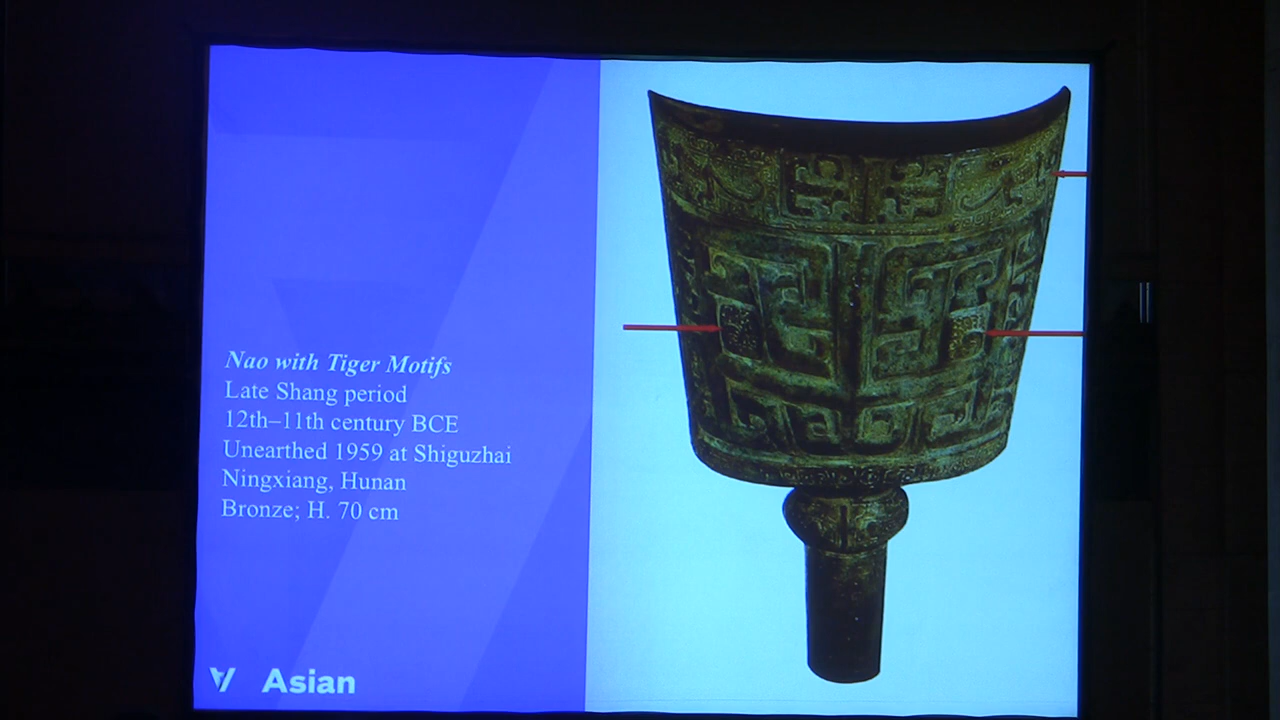 Nao with Tiger Motifs
Late Shang period
12th–11th century BCE
Unearthed 1959 at Shiguzhai
Ningxiang, Hunan
Bronze; H. 70 cm
Asian